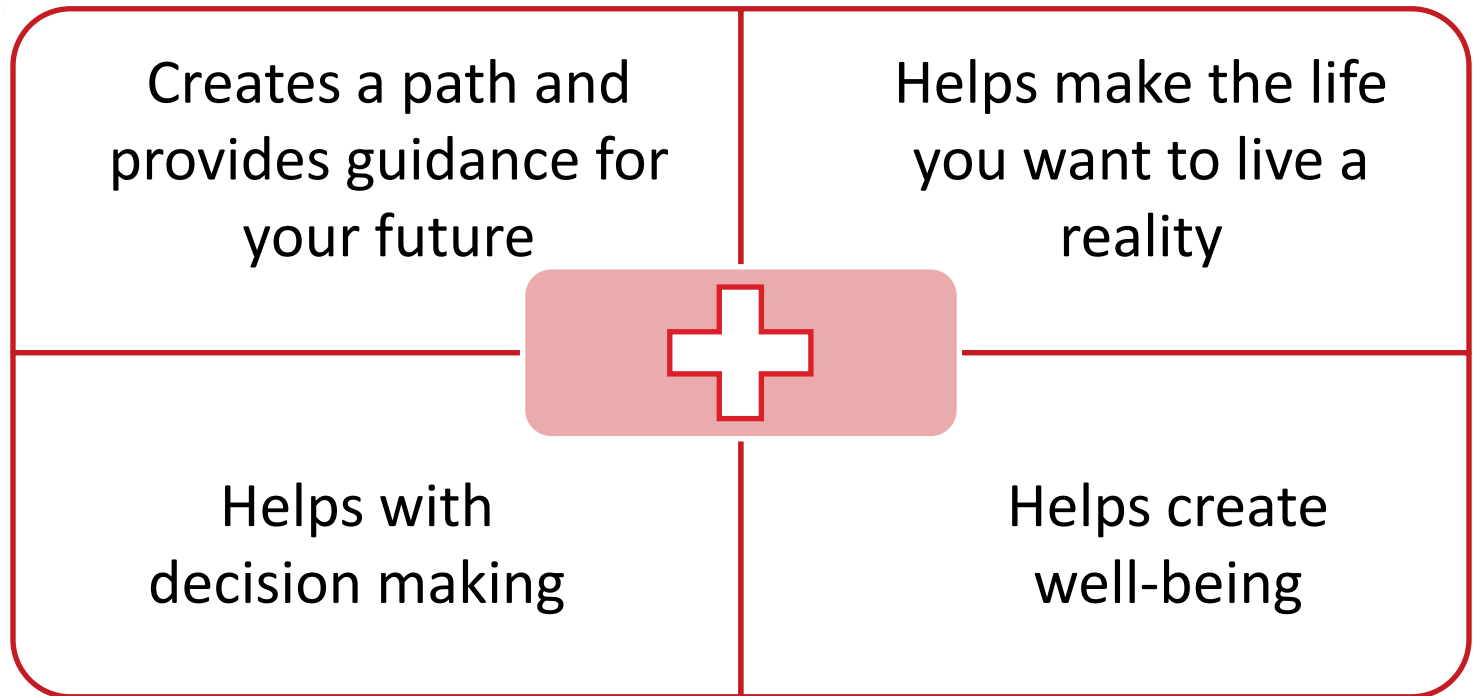 Creates a path and
provides guidance for
your future
Helps make the life
you want to live a
reality
Helps with
decision making
Helps create
well-being